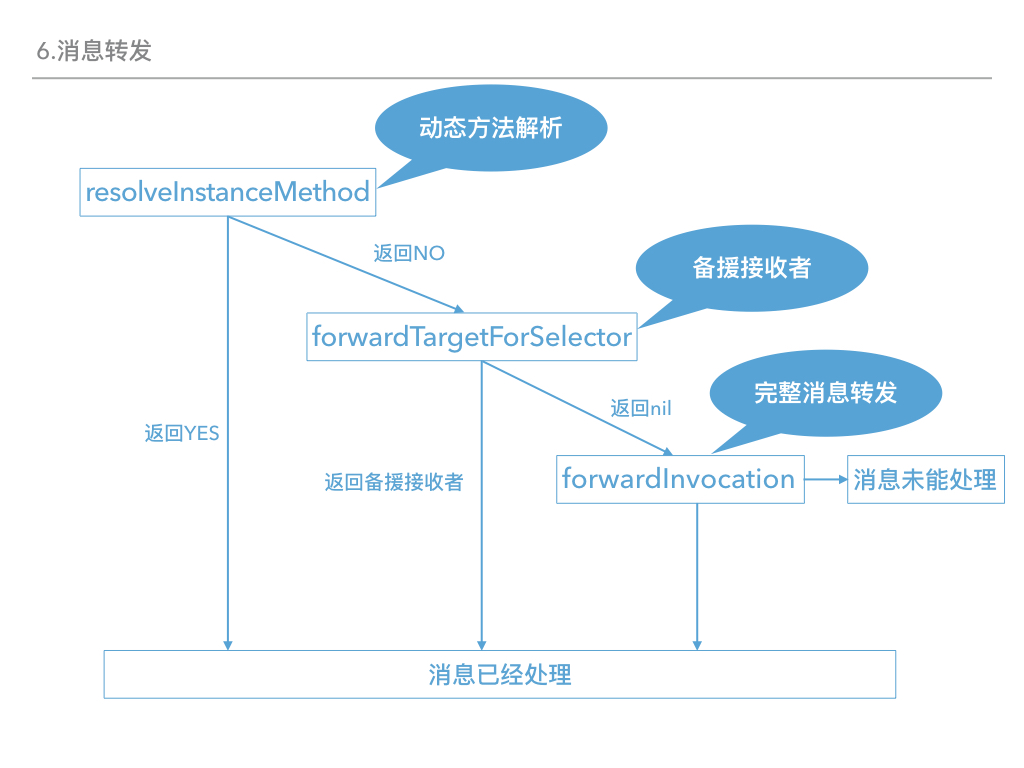 6.消息转发
动态方法解析
resolveInstanceMethod
返回NO
备援接收者
forwardTargetForSelector
完整消息转发
返回nil
返回YES
返回备援接收者
forwardInvocation
消息未能处理
消息已经处理